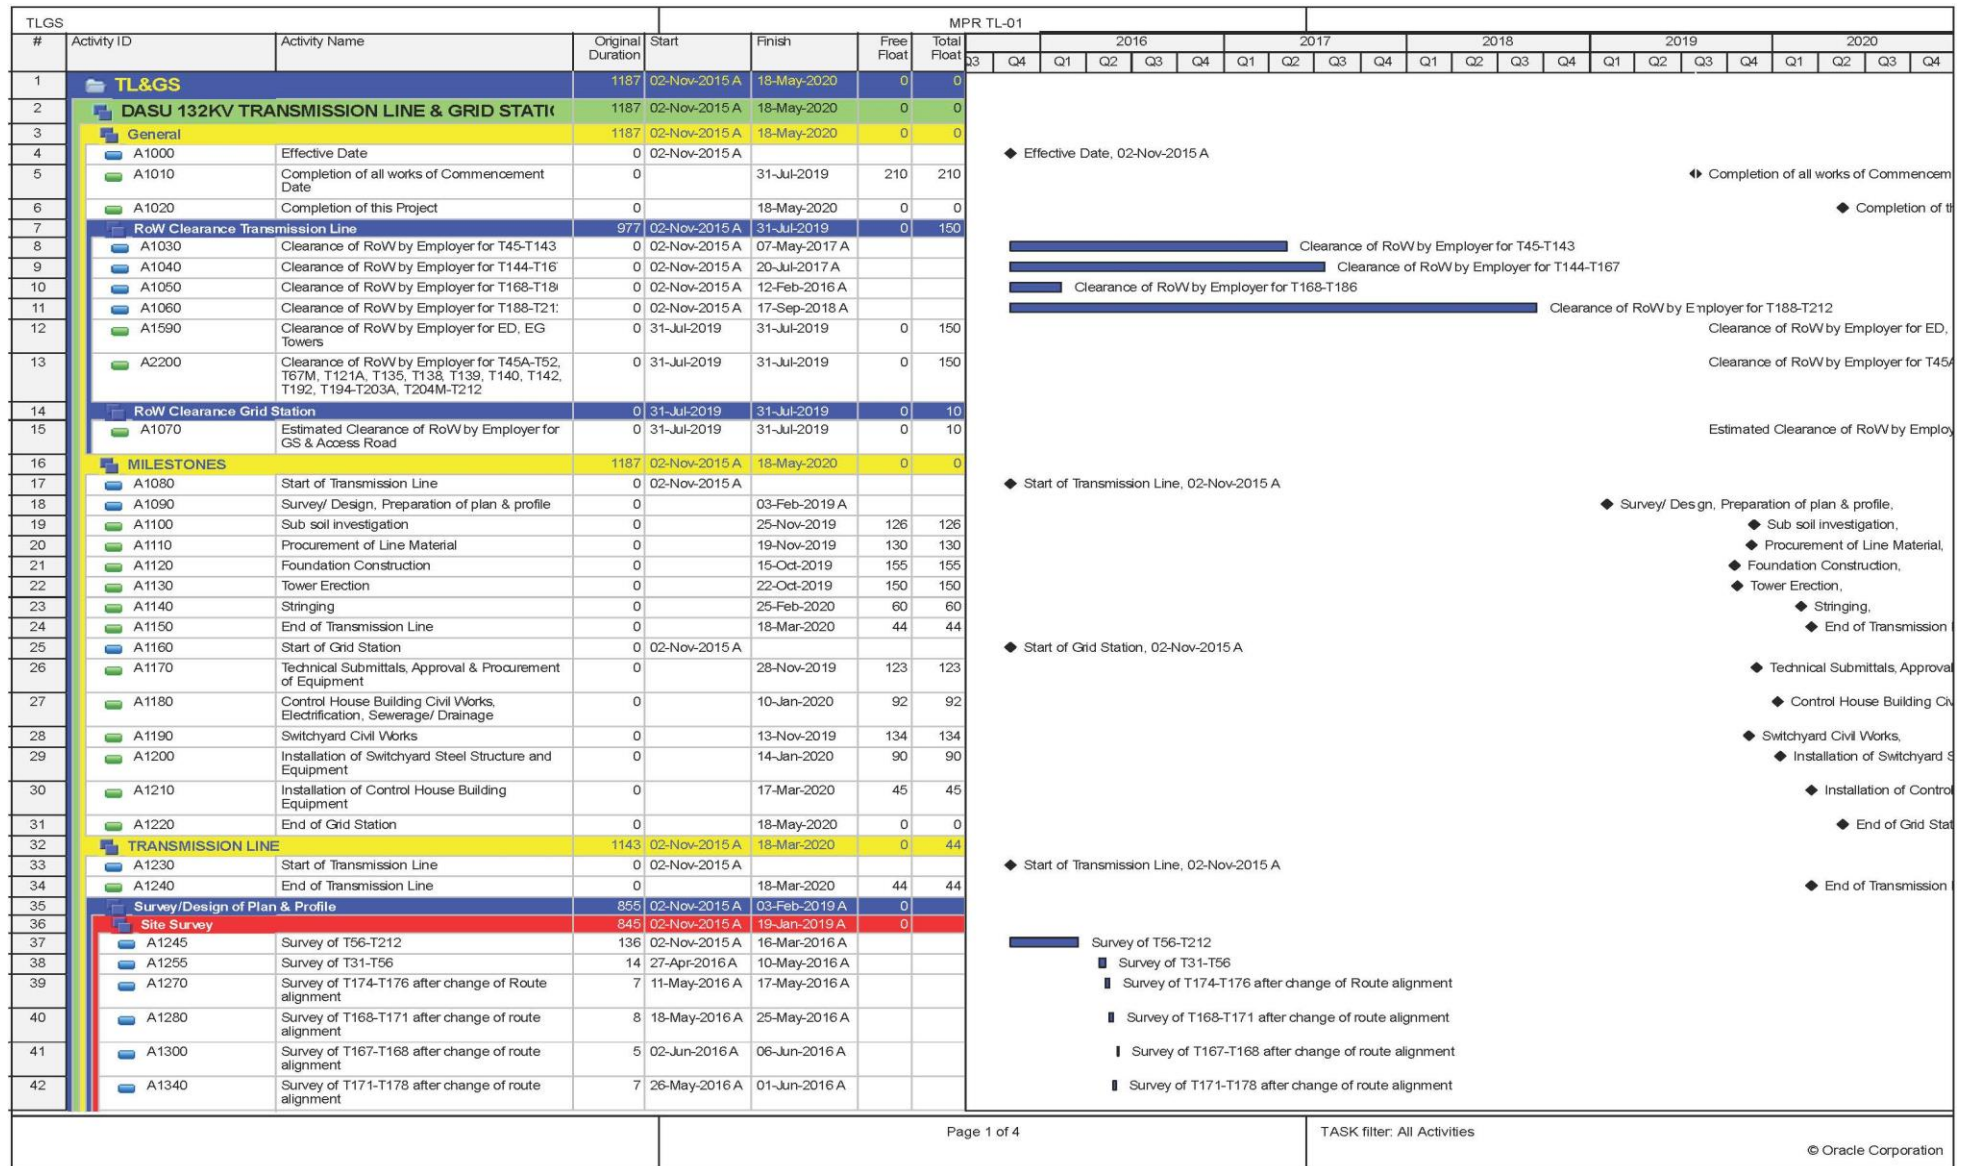 TLGS MPR TL-01
# Activity ID Activity Name Original Duration Start Finish Free Float Total Float 2016 2017 2018 2019 2020
Q3 Q4 Q1 Q2 Q3 Q4 Q1 Q2 Q3 Q4 Q1 Q2 Q3 Q4 Q1 Q2 Q3 Q4 Q1 Q2 Q3 Q4
1 TL&GS 1187 02-Nov-2015 A 18-May-2020 0 0
2 DASU 132KV TRANSMISSION LINE & GRID STATI 1187 02-Nov-2015 A 18-May-2020 0 0
3 General 1187 02-Nov-2015 A 18-May-2020 0 0
4 A1000 Effective Date 0 02-Nov-2015 A Effective Date, 02-Nov-2015 A
5 A1010 Completion of all works of Commencement 0 31-Jul-2019 210 210 Completion of all works of Commencem
Date
6 A1020 Completion of this Project 0 18-May-2020 0 0 Completion of th
7 RoW Clearance Transmission Line 977 02-Nov-2015 A 31-Jul-2019 0 150
8 A1030 Clearance of RoW by Employer for T45-T143 0 02-Nov-2015 A 07-May-2017 A Clearance of RoW by Employer for T45-T143
9 A1040 Clearance of RoW by Employer for T144-T16 0 02-Nov-2015 A 20-Jul-2017 A Clearance of RoW by Employer for T144-T167
10 A1050 Clearance of RoW by Employer for T168-T18 0 02-Nov-2015 A 12-Feb-2016 A Clearance of RoW by Employer for T168-T186
11 A1060 Clearance of RoW by Employer for T188-T21 0 02-Nov-2015 A 17-Sep-2018 A Clearance of RoW by Employer for T188-T212
12 A1590 Clearance of RoW by Employer for ED, EG 0 31-Jul-2019 31-Jul-2019 0 150 Clearance of RoW by Employer for ED,
Towers
13 A2200 Clearance of RoW by Employer for T45A-T52, 0 31-Jul-2019 31-Jul-2019 0 150 Clearance of RoW by Employer for T45A
T67M, T121A, T135, T138, T139, T140, T142,
T192, T194-T203A, T204M-T212
14 RoW Clearance Grid Station 0 31-Jul-2019 31-Jul-2019 0 10
15 A1070 Estimated Clearance of RoW by Employer for 0 31-Jul-2019 31-Jul-2019 0 10 Estimated Clearance of RoW by Employ
GS & Access Road
16 MILESTONES 1187 02-Nov-2015 A 18-May-2020 0 0
17 A1080 Start of Transmission Line 0 02-Nov-2015 A Start of Transmission Line, 02-Nov-2015 A
18 A1090 Survey/ Design, Preparation of plan & profile 0 03-Feb-2019 A Survey/ Design, Preparation of plan & profile,
19 A1100 Sub soil investigation 0 25-Nov-2019 126 126 Sub soil investigation,
20 A1110 Procurement of Line Material 0 19-Nov-2019 130 130 Procurement of Line Material,
21 A1120 Foundation Construction 0 15-Oct-2019 155 155 Foundation Construction,
22 A1130 Tower Erection 0 22-Oct-2019 150 150 Tower Erection,
23 A1140 Stringing 0 25-Feb-2020 60 60 Stringing,
24 A1150 End of Transmission Line 0 18-Mar-2020 44 44 End of Transmission
25 A1160 Start of Grid Station 0 02-Nov-2015 A Start of Grid Station, 02-Nov-2015 A
26 A1170 Technical Submittals, Approval & Procurement 0 28-Nov-2019 123 123 Technical Submittals, Approval
of Equipment
27 A1180 Control House Building Civil Works, 0 10-Jan-2020 92 92 Control House Building Civ
Electrification, Sewerage/ Drainage
28 A1190 Switchyard Civil Works 0 13-Nov-2019 134 134 Switchyard Civil Works,
29 A1200 Installation of Switchyard Steel Structure and 0 14-Jan-2020 90 90 Installation of Switchyard S
Equipment
30 A1210 Installation of Control House Building 0 17-Mar-2020 45 45 Installation of Control
Equipment
31 A1220 End of Grid Station 0 18-May-2020 0 0 End of Grid Stat
32 TRANSMISSION LINE 1143 02-Nov-2015 A 18-Mar-2020 0 44
33 A1230 Start of Transmission Line 0 02-Nov-2015 A Start of Transmission Line, 02-Nov-2015 A
34 A1240 End of Transmission Line 0 18-Mar-2020 44 44 End of Transmission
35 Survey/Design of Plan & Profile 855 02-Nov-2015 A 03-Feb-2019 A 0
36 Site Survey 845 02-Nov-2015 A 19-Jan-2019 A 0
37 A1245 Survey of T56-T212 136 02-Nov-2015 A 16-Mar-2016 A Survey of T56-T212
38 A1255 Survey of T31-T56 14 27-Apr-2016 A 10-May-2016 A Survey of T31-T56
39 A1270 Survey of T174-T176 after change of Route 7 11-May-2016 A 17-May-2016 A Survey of T174-T176 after change of Route alignment
alignment
40 A1280 Survey of T168-T171 after change of route 8 18-May-2016 A 25-May-2016 A Survey of T168-T171 after change of route alignment
alignment
41 A1300 Survey of T167-T168 after change of route 5 02-Jun-2016 A 06-Jun-2016 A Survey of T167-T168 after change of route alignment
alignment
42 A1340 Survey of T171-T178 after change of route 7 26-May-2016 A 01-Jun-2016 A Survey of T171-T178 after change of route alignment
alignment
Page 1 of 4 TASK filter: All Activities
© Oracle Corporation